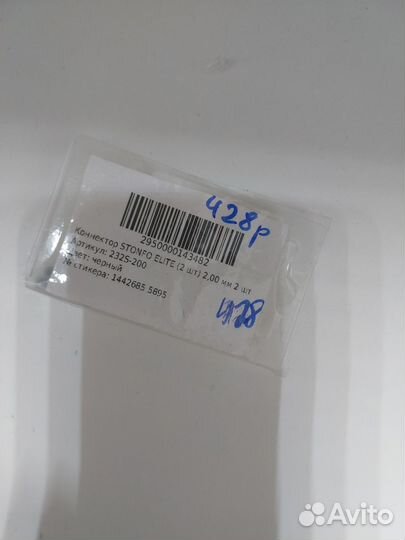 428р
2950000143482
Коннектор STONFO ELITE (2 шт) 2,00 мм 2 шт
Артикул: 232S-200
Цвет: черный
№ стикера: 1442685 5895
428
Avito